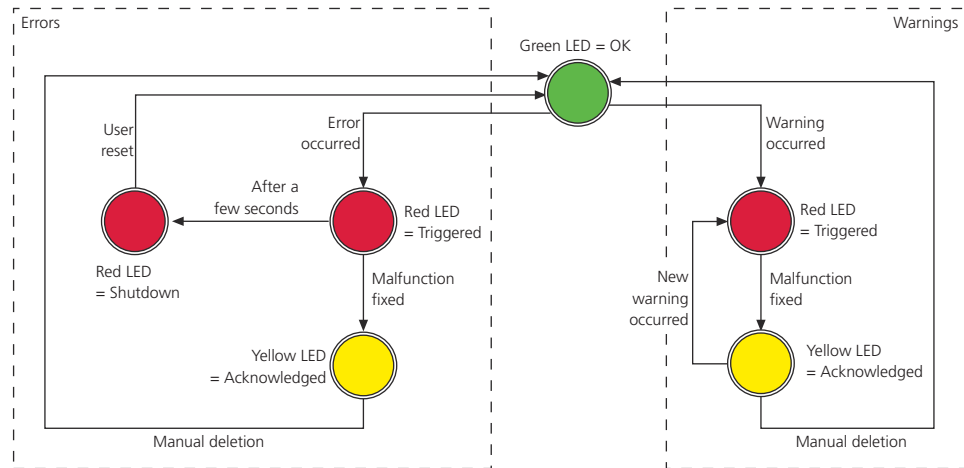 Errors
Warnings
Green LED = OK
User
reset
Error
occurred
Warning
occurred
After a
few seconds
Red LED
= Triggered
Red LED
= Triggered
Red LED
= Shutdown
Malfunction
fixed
New
warning
occurred
Malfunction
fixed
Yellow LED
= Acknowledged
Yellow LED
= Acknowledged
Manual deletion
Manual deletion